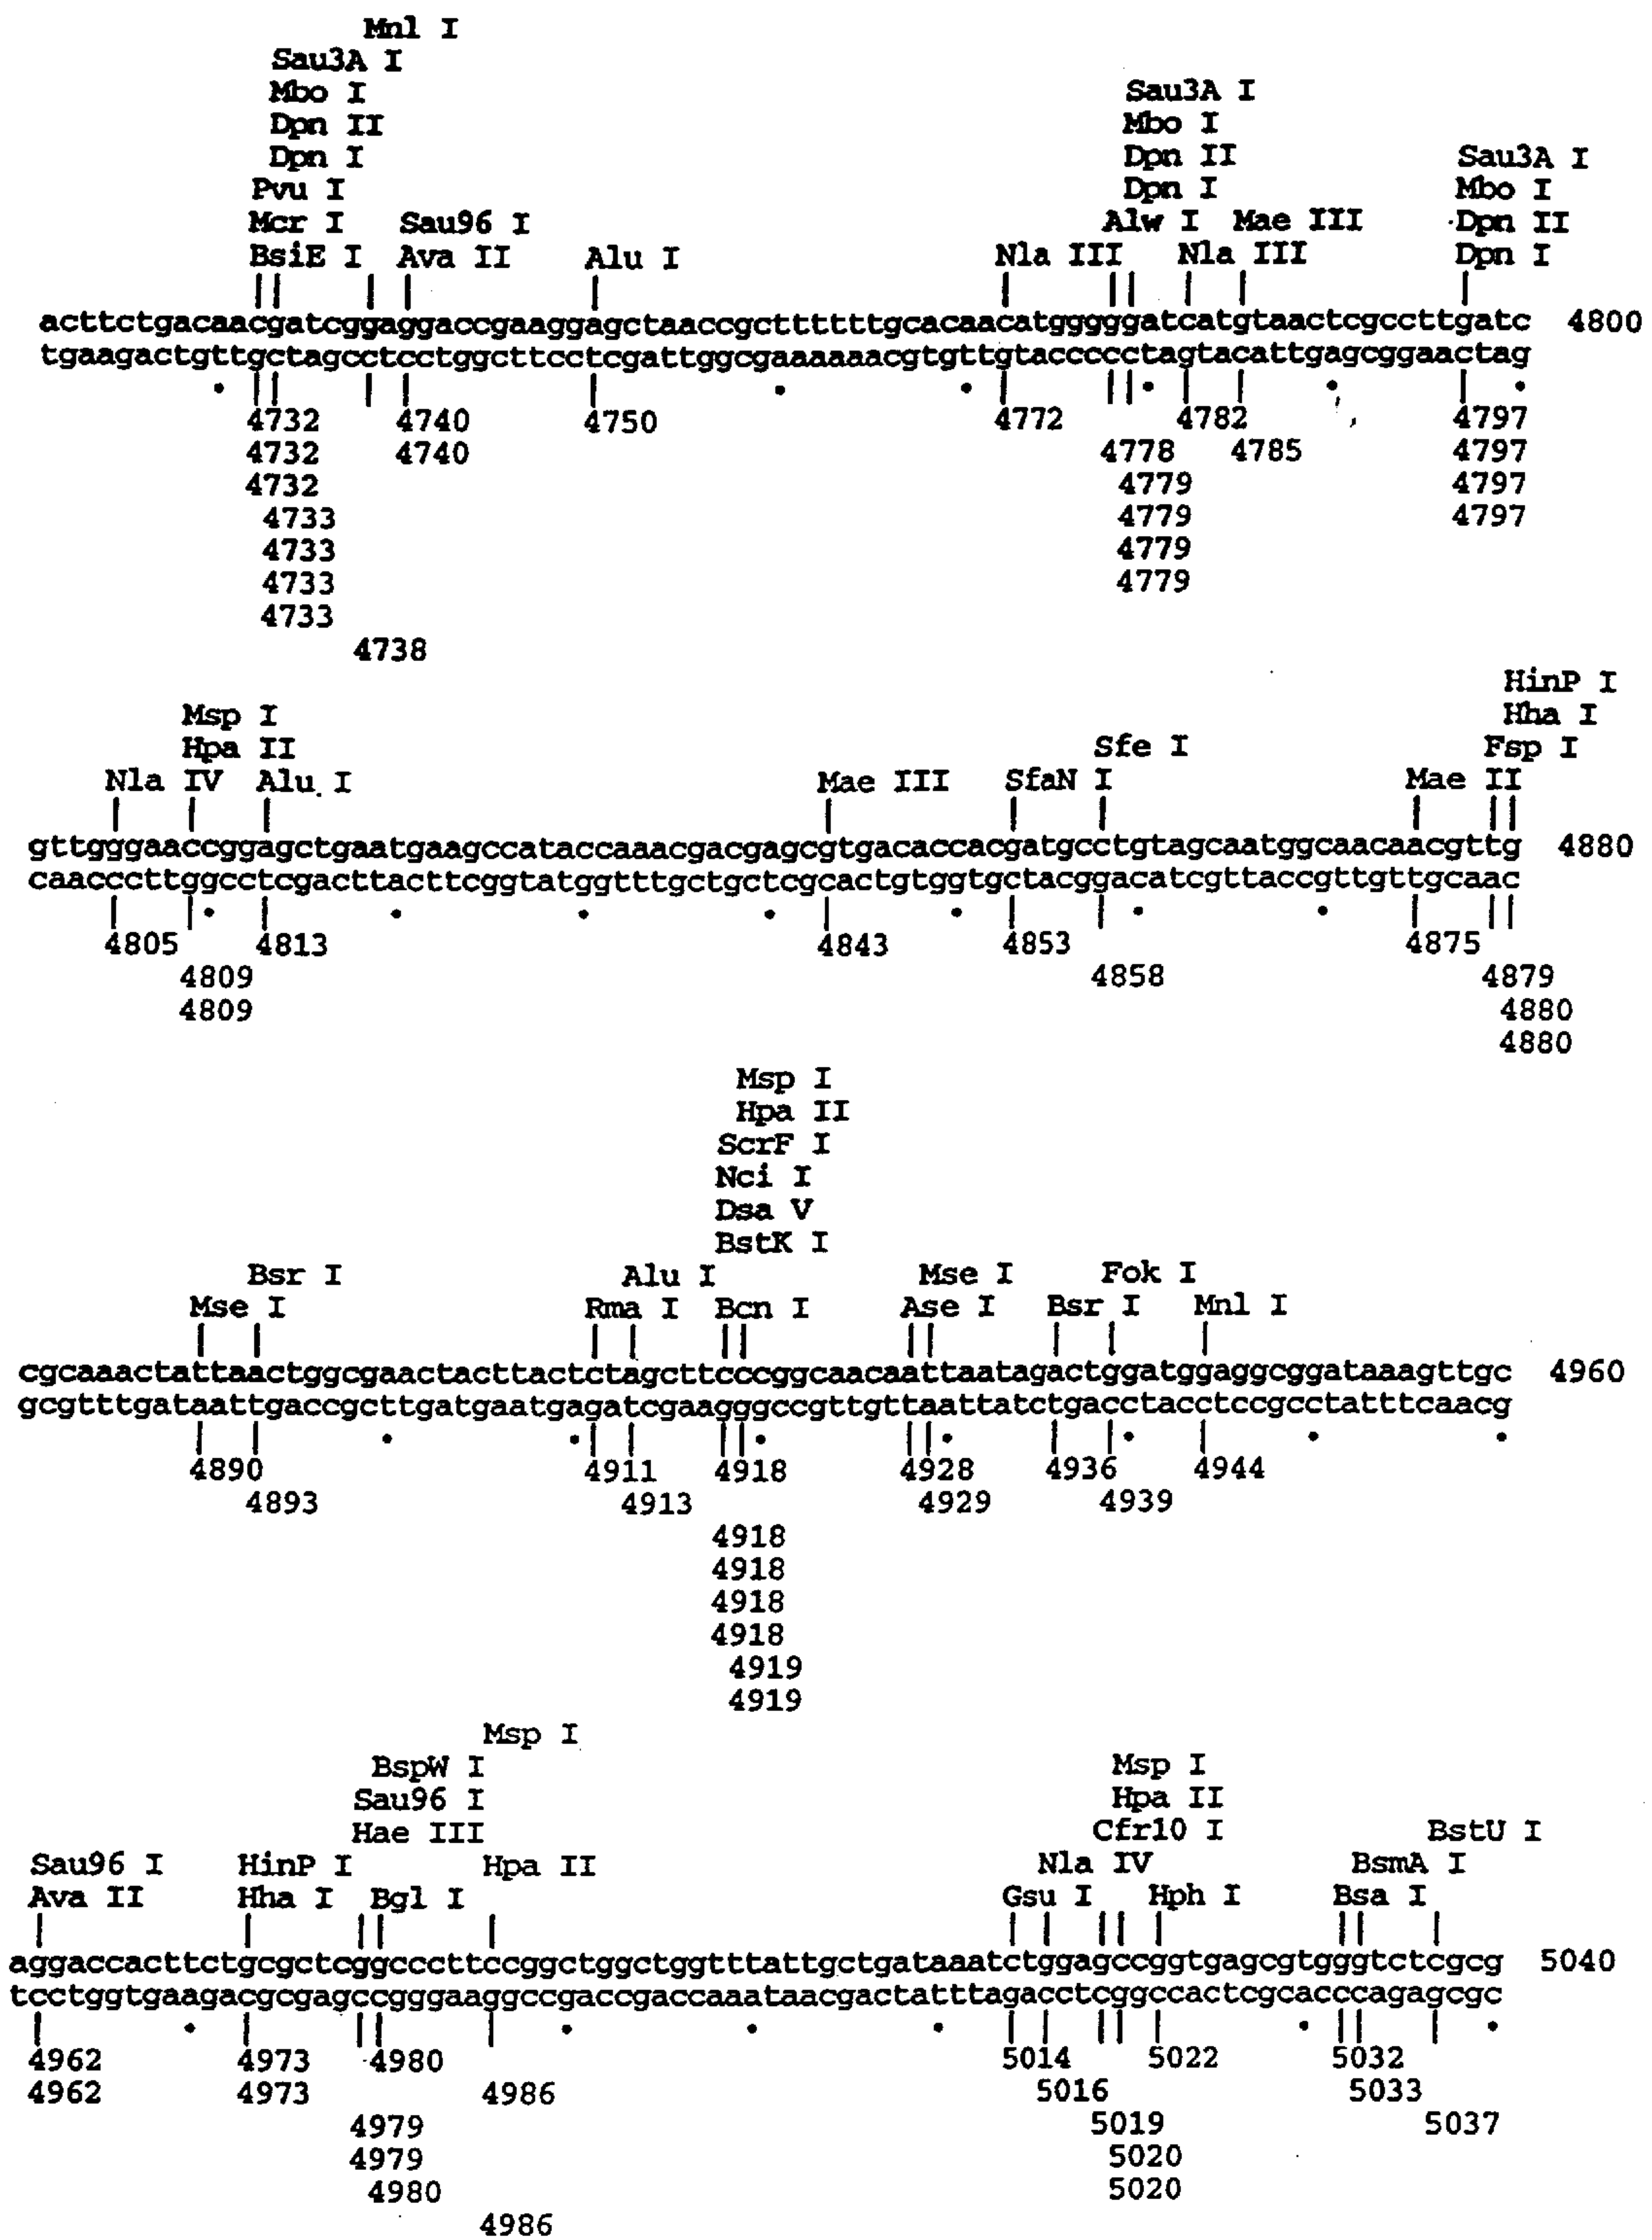 Mnl I
Sau3A I
Mbo I
Sau3A I
Dpn II
Mbo I
Dpn I
Dpn II
Sau3A I
Pvu I
Dpn I
Mbo I
Mcr I
Sau96 I
Alw I
Mae III
Dpn II
BsiE I
Ava II
Alu I
Nla III
Nla III
Dpn I
acttctgacaacgatcggaggaccgaaggagctaaccgcttttttgcacaacatgggggatcatgtaactcgccttgatc 4800
tgaagactgttgctagcctcctggcttcctcgattggcgaaaaaacgtgttgtaccccctagtacattgagcggaactag
4732 4740 4750 4772 4782 4797
4732 4740 4778 4785 4797
4732 4779 4797
4733 4779 4797
4733 4779
4733 4779
4733
4738
HinP I
Msp I
Hha I
Hpa II
Sfe I
Fsp I
Nla IV
Alu I
Mae III
SfaN I
Mae II
gttgggaaccggagctgaatgaagccataccaaacgacgagcgtgacaccacgatgcctgtagcaatggcaacaacgttg 4880
caacccttggcctcgacttacttcggtatggtttgctgctcgcactgtggtgctacggacatcgttaccgttgttgcaac
4805 4813 4843 4853 4875
4809 4858 4879
4809 4880
4880
Msp I
Hpa II
ScrF I
Nci I
Dsa V
BstK I
Bsr I
Alu I
Mse I
Fok I
Mse I
Rma I
Bcn I
Ase I
Bsr I
Mnl I
cgcaaactattaactggcgaactacttactctagcttcccggcaacaattaatagactggatggaggcggataaagttgc 4960
gcgtttgataattgaccgcttgatgaatgagatcgaagggccgttgttaattatctgacctacctccgcctatttcaacg
4890 4911 4918 4928 4936 4944
4893 4913 4929 4939
4918
4918
4918
4918
4919
4919
Msp I
BspW I
Msp I
Sau96 I
Hpa II
Hae III
Cfr10 I
BstU I
Sau96 I
HinP I
Hpa II
Nla IV
BsmA I
Ava II
Hha I
Bgl I
Gsu I
Hph I
Bsa I
aggaccacttctgcgctcggcccttccggctggctggtttattgctgataaatctggagccggtgagcgtgggtctcgcg 5040
tcctggtgaagacgcgagccgggaaggccgaccgaccaaataacgactatttagacctcggccactcgcacccagagcgc
4962 4973 4980 5014 5022 5032
4962 4973 4986 5016 5033
4979 5019 5037
4979 5020
4980 5020
4986